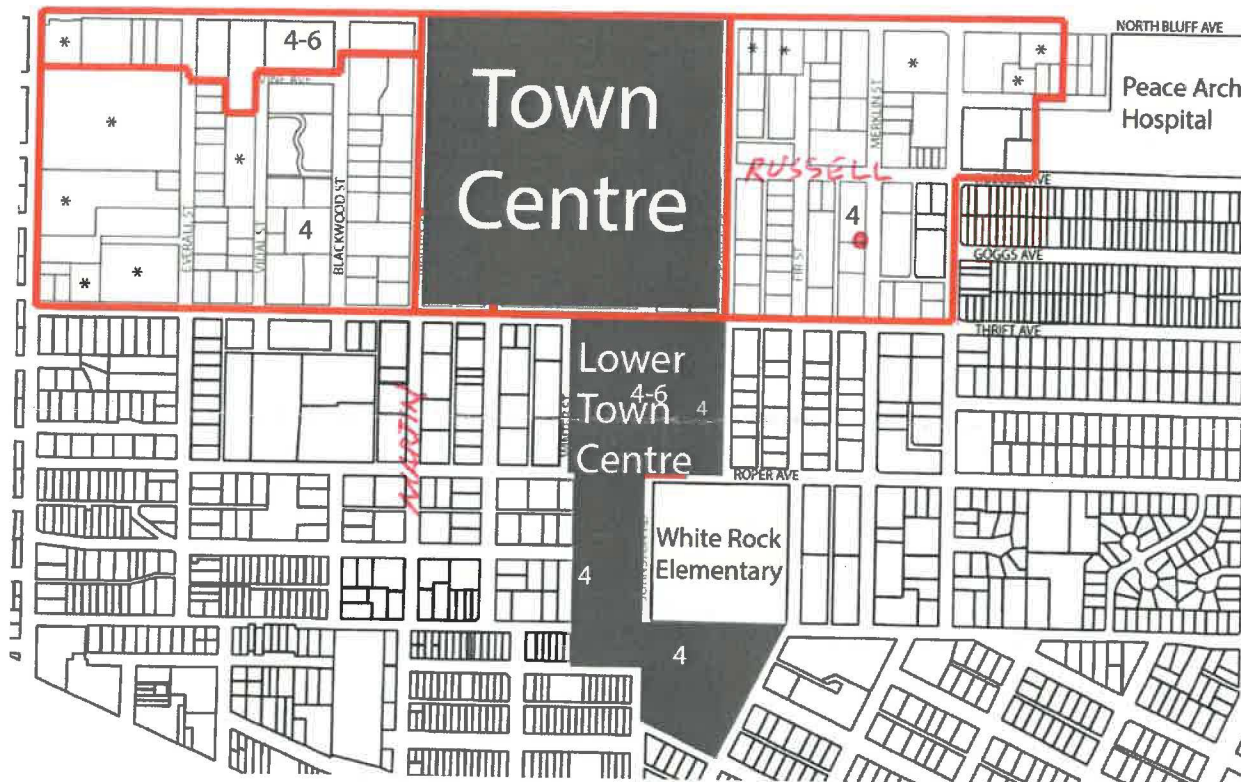 NORTH BLUFF AVE
*
4-6
*
*
*
*
*
Town
Centre
Peace Arch
Hospital
MERKLIN ST
*
*
RUSSELL
*
4
EVERALL ST
VIDAL ST
BLACKWOOD ST
4
FIR ST
GOGGS AVE
*
*
THRIFT AVE
Lower
4-6
Town
4
Centre
MARTIN
ROPER AVE
White Rock
Elementary
4
4